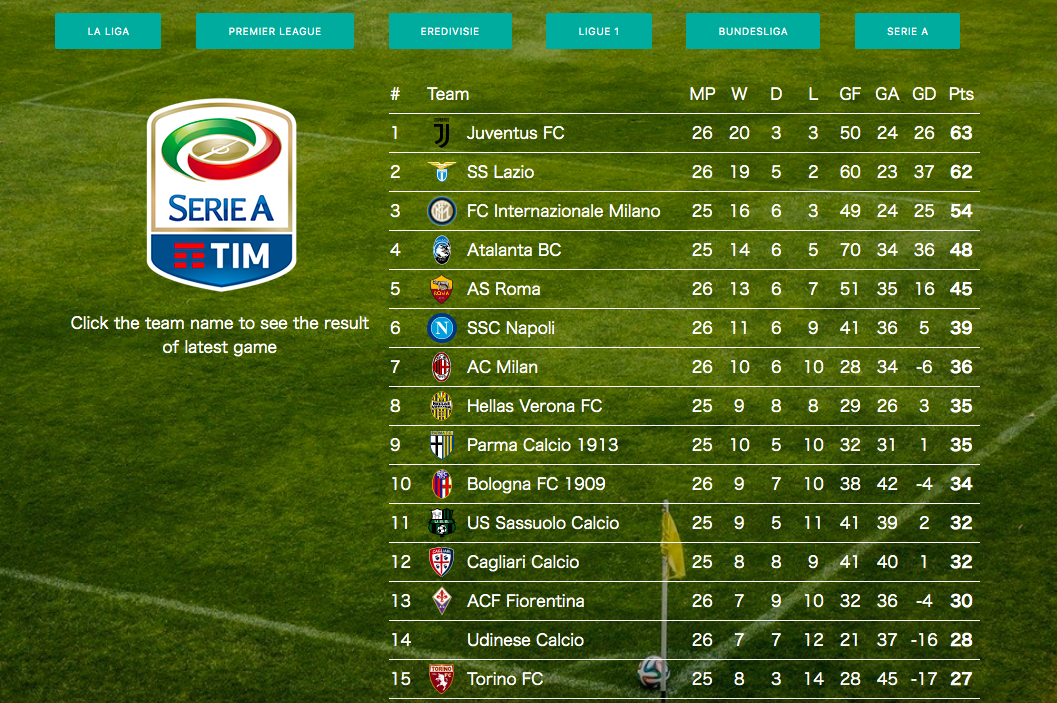 LA LIGA PREMIER LEAGUE EREDIVISIE LIGUE 1 BUNDESLIGA SERIE A
SERIE A
TIM
Click the team name to see the result
of latest game
# Team MP W D L GF GA GD Pts
1 Juventus FC 26 20 3 3 50 24 26 63
2 SS Lazio 26 19 5 2 60 23 37 62
3 FC Internazionale Milano 25 16 6 3 49 24 25 54
4 Atalanta BC 25 14 6 5 70 34 36 48
5 AS Roma 26 13 6 7 51 35 16 45
6 SSC Napoli 26 11 6 9 41 36 5 39
7 AC Milan 26 10 6 10 28 34 -6 36
8 Hellas Verona FC 25 9 8 8 29 26 3 35
9 Parma Calcio 1913 25 10 5 10 32 31 1 35
10 Bologna FC 1909 26 9 7 10 38 42 -4 34
11 US Sassuolo Calcio 25 9 5 11 41 39 2 32
12 Cagliari Calcio 25 8 8 9 41 40 1 32
13 ACF Fiorentina 26 7 9 10 32 36 -4 30
14 Udinese Calcio 26 7 7 12 21 37 -16 28
15 Torino FC 25 8 3 14 28 45 -17 27